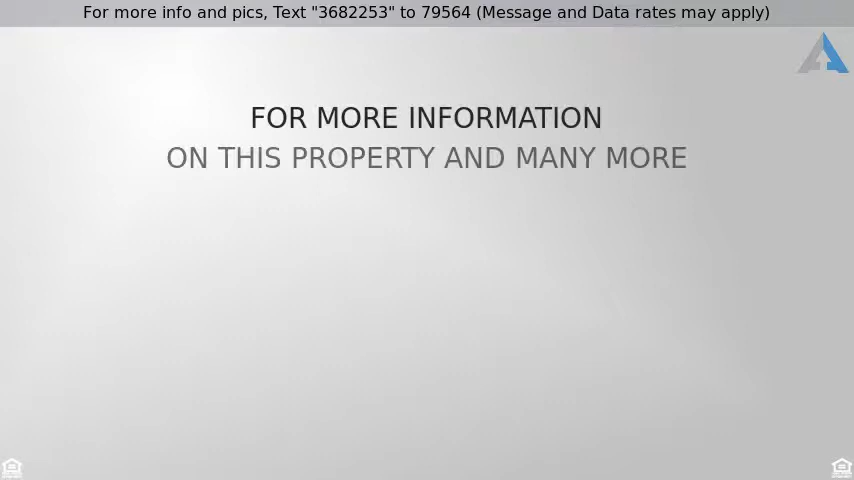 For more info and pics, Text "3682253" to 79564 (Message and Data rates may apply)
FOR MORE INFORMATION
ON THIS PROPERTY AND MANY MORE